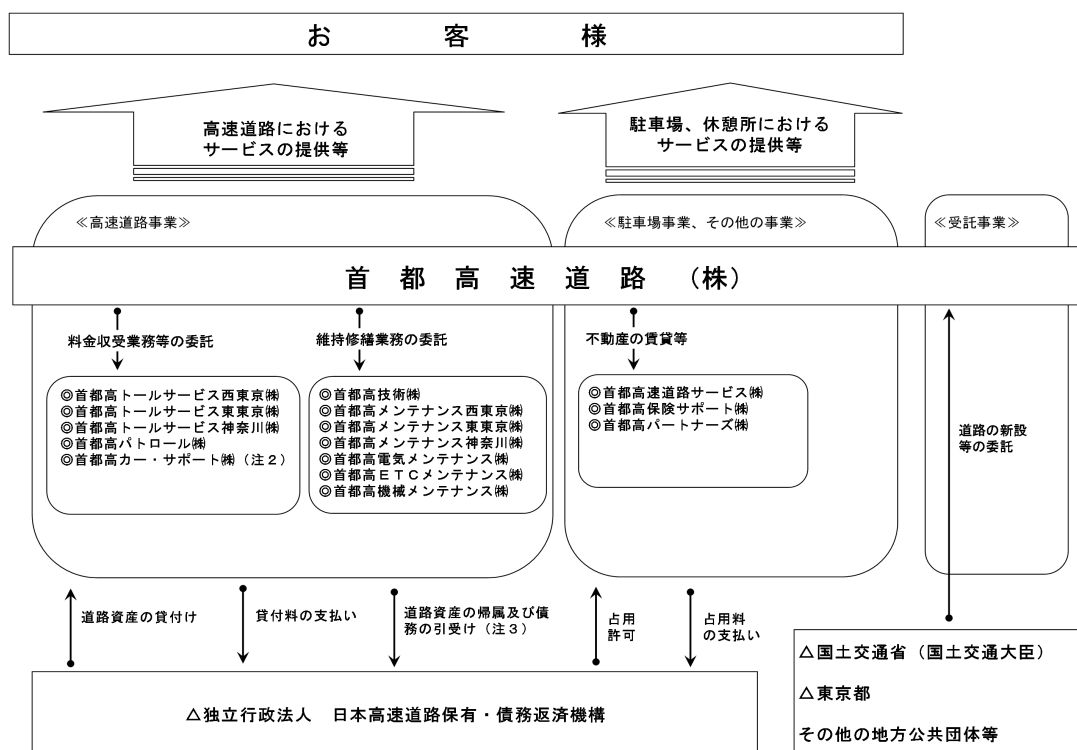 お客様
高速道路における
サービスの提供等
駐車場、休憩所における
サービスの提供等
≪高速道路事業≫
≪駐車場事業、その他の事業≫
≪受託事業≫
首都高速道路（株）
料金収受業務等の委託
維持修繕業務の委託
不動産の賃貸等
◎首都高トールサービス西東京㈱
◎首都高トールサービス東東京㈱
◎首都高トールサービス神奈川㈱
◎首都高パトロール㈱
◎首都高カー・サポート㈱（注２）
◎首都高技術㈱
◎首都高メンテナンス西東京㈱
◎首都高メンテナンス東東京㈱
◎首都高メンテナンス神奈川㈱
◎首都高電気メンテナンス㈱
◎首都高ＥＴＣメンテナンス㈱
◎首都高機械メンテナンス㈱
◎首都高速道路サービス㈱
◎首都高保険サポート㈱
◎首都高パートナーズ㈱
道路の新設
等の委託
道路資産の貸付け
貸付料の支払い
道路資産の帰属及び債
務の引受け（注３）
占用
許可
占用料
の支払い
△独立行政法人　日本高速道路保有・債務返済機構
△国土交通省（国土交通大臣）
△東京都
その他の地方公共団体等